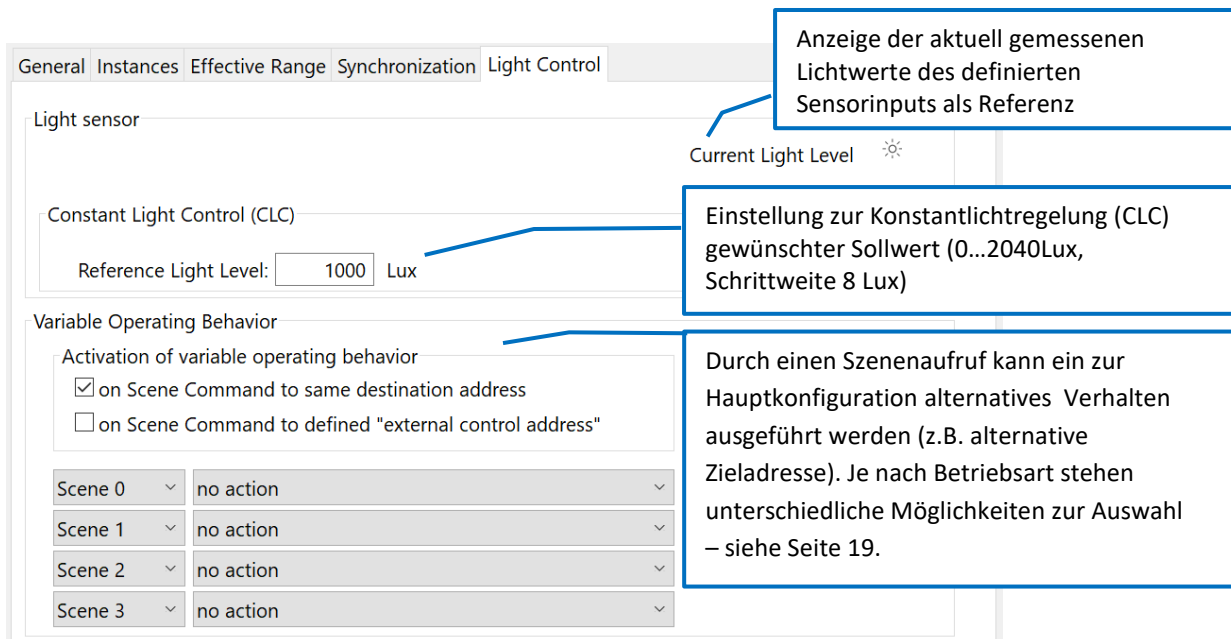 General Instances Effective Range Synchronization Light Control
Anzeige der aktuell gemessenen
Lichtwerte des definierten
Sensorinputs als Referenz
Light sensor
Current Light Level
Constant Light Control (CLC)
Reference Light Level: 1000 Lux
Einstellung zur Konstantlichtregelung (CLC)
gewünschter Sollwert (0…2040Lux,
Schrittweite 8 Lux)
Variable Operating Behavior
Activation of variable operating behavior
on Scene Command to same destination address
on Scene Command to defined "external control address"
Durch einen Szenenaufruf kann ein zur
Hauptkonfiguration alternatives Verhalten
ausgeführt werden (z.B. alternative
Zieladresse). Je nach Betriebsart stehen
unterschiedliche Möglichkeiten zur Auswahl
– siehe Seite 19.
Scene 0 no action
Scene 1 no action
Scene 2 no action
Scene 3 no action